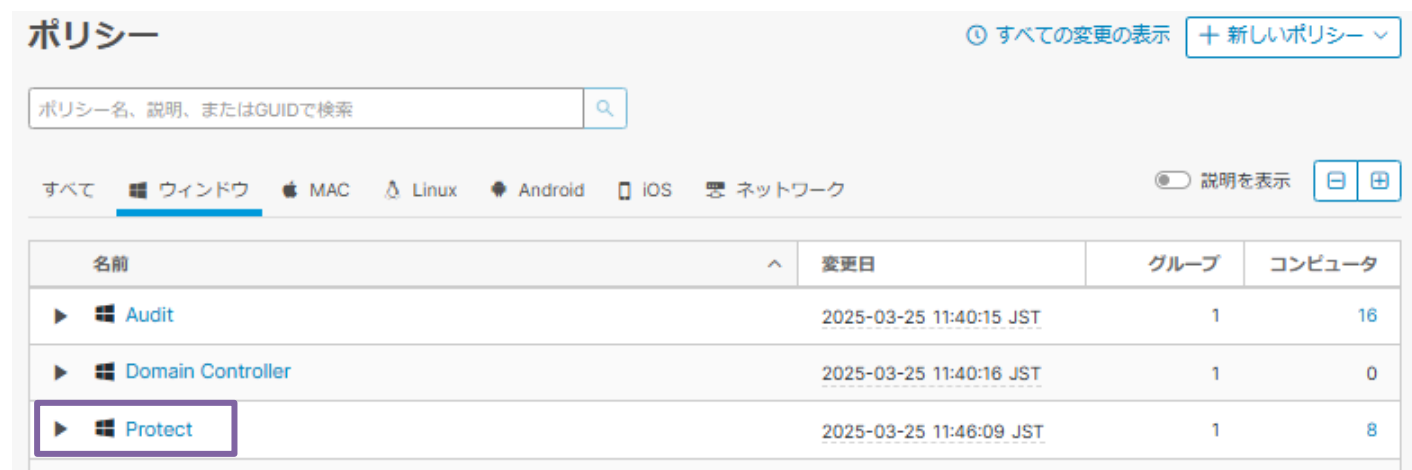 ポリシー
すべての変更の表示 新しいポリシー
ポリシー名、説明、またはGUIDで検索
すべて ウィンドウ MAC Linux Android iOS ネットワーク 説明を表示
名前 変更日 グループ コンピュータ
Audit 2025-03-25 11:40:15 JST 1 16
Domain Controller 2025-03-25 11:40:16 JST 1 0
Protect 2025-03-25 11:46:09 JST 1 8